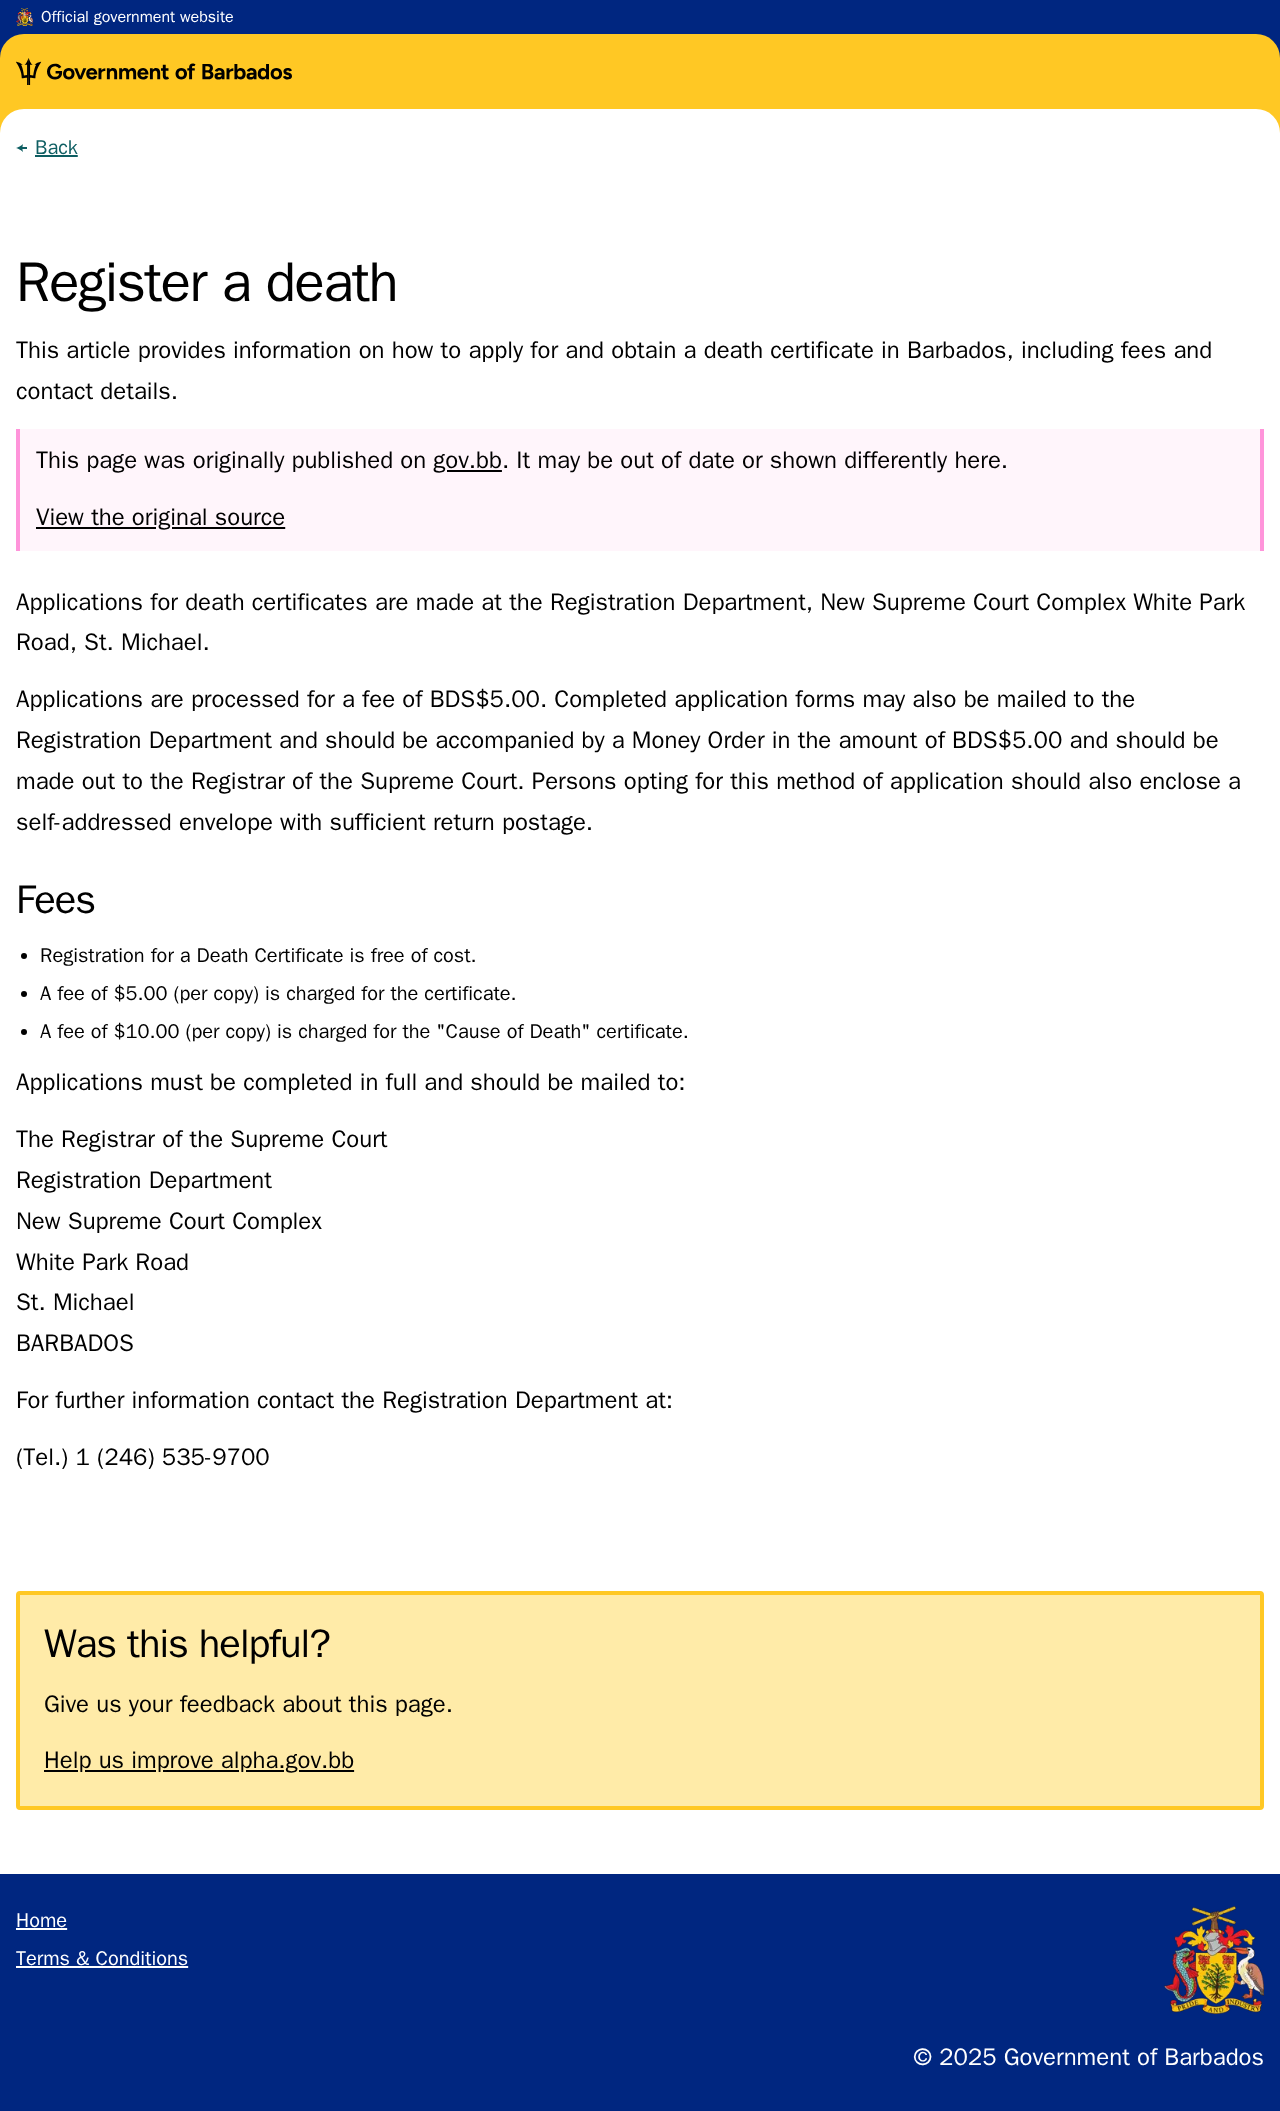 Official government website
Government of Barbados
← Back
Register a death
This article provides information on how to apply for and obtain a death certificate in Barbados, including fees and
contact details.
This page was originally published on gov.bb. It may be out of date or shown differently here.
View the original source
Applications for death certificates are made at the Registration Department, New Supreme Court Complex White Park
Road, St. Michael.
Applications are processed for a fee of BDS$5.00. Completed application forms may also be mailed to the
Registration Department and should be accompanied by a Money Order in the amount of BDS$5.00 and should be
made out to the Registrar of the Supreme Court. Persons opting for this method of application should also enclose a
self-addressed envelope with sufficient return postage.
Fees
• Registration for a Death Certificate is free of cost.
• A fee of $5.00 (per copy) is charged for the certificate.
• A fee of $10.00 (per copy) is charged for the "Cause of Death" certificate.
Applications must be completed in full and should be mailed to:
The Registrar of the Supreme Court
Registration Department
New Supreme Court Complex
White Park Road
St. Michael
BARBADOS
For further information contact the Registration Department at:
(Tel.) 1 (246) 535-9700
Was this helpful?
Give us your feedback about this page.
Help us improve alpha.gov.bb
Home
Terms & Conditions
PRIDE AND INDUSTRY
© 2025 Government of Barbados